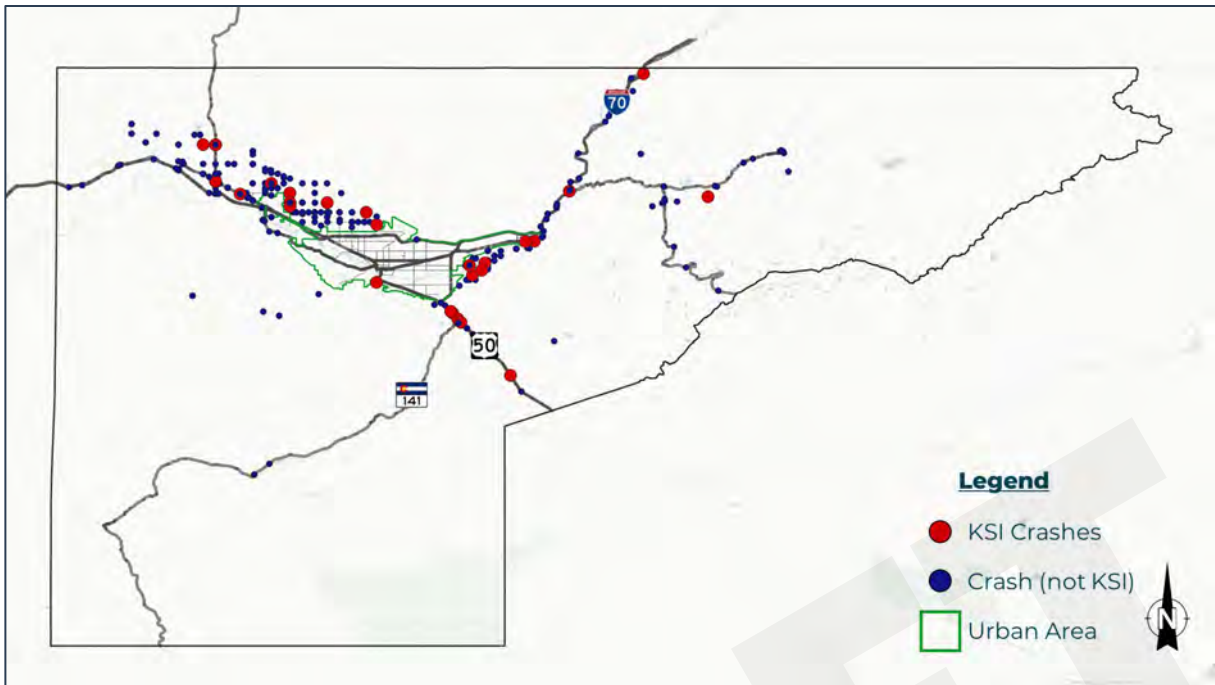 70
50
141
Legend
KSI Crashes
Crash (not KSI)
Urban Area
N